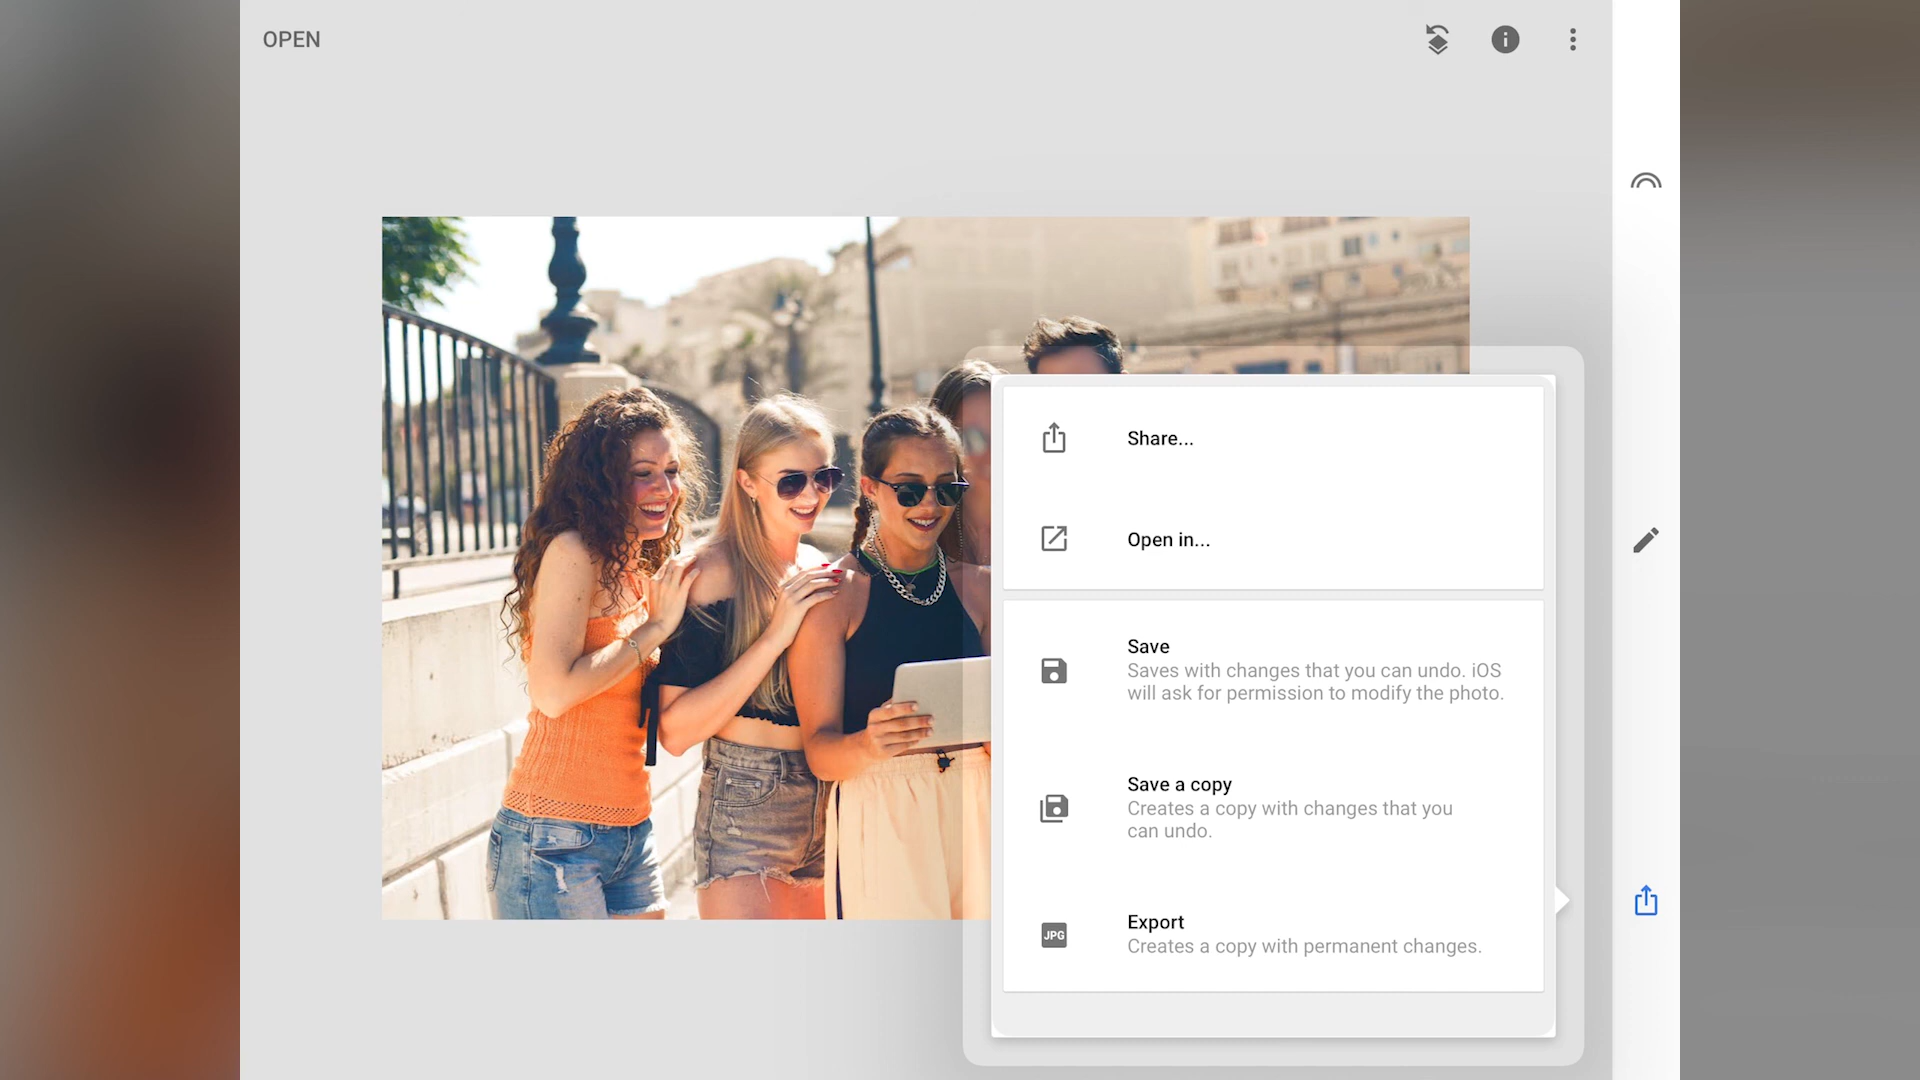 OPEN
Share...
Open in...
Save
Saves with changes that you can undo. iOS
will ask for permission to modify the photo.
Save a copy
Creates a copy with changes that you
can undo.
JPG
Export
Creates a copy with permanent changes.